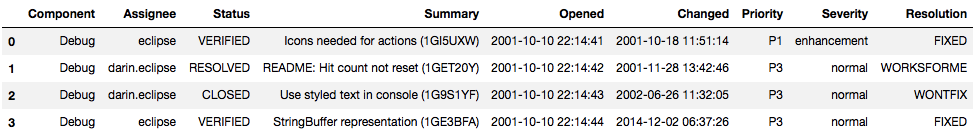 Component Assignee Status Summary Opened Changed Priority Severity Resolution
0 Debug eclipse VERIFIED Icons needed for actions (1GI5UXW) 2001-10-10 22:14:41 2001-10-18 11:51:14 P1 enhancement FIXED
1 Debug darin.eclipse RESOLVED README: Hit count not reset (1GET20Y) 2001-10-10 22:14:42 2001-11-28 13:42:46 P3 normal WORKSFORME
2 Debug darin.eclipse CLOSED Use styled text in console (1G9S1YF) 2001-10-10 22:14:43 2002-06-26 11:32:05 P3 normal WONTFIX
3 Debug eclipse VERIFIED StringBuffer representation (1GE3BFA) 2001-10-10 22:14:44 2014-12-02 06:37:26 P3 normal FIXED